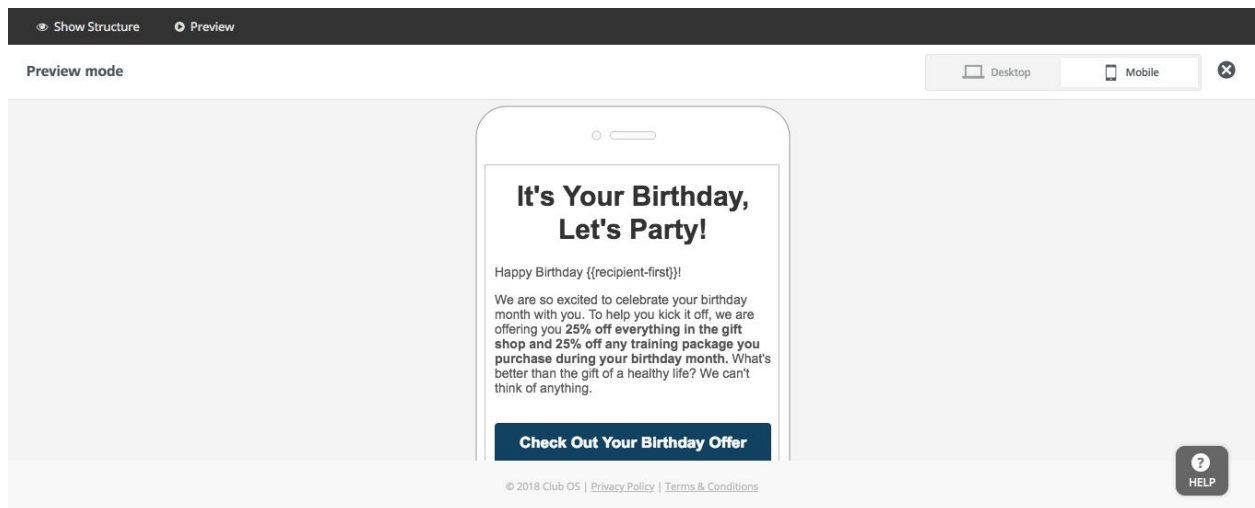 Show Structure Preview
Preview mode Desktop Mobile
It's Your Birthday,
Let's Party!
Happy Birthday {{recipient-first}}!
We are so excited to celebrate your birthday
month with you. To help you kick it off, we are
offering you 25% off everything in the gift
shop and 25% off any training package you
purchase during your birthday month. What's
better than the gift of a healthy life? We can't
think of anything.
Check Out Your Birthday Offer
? HELP
© 2018 Club OS | Privacy Policy | Terms & Conditions